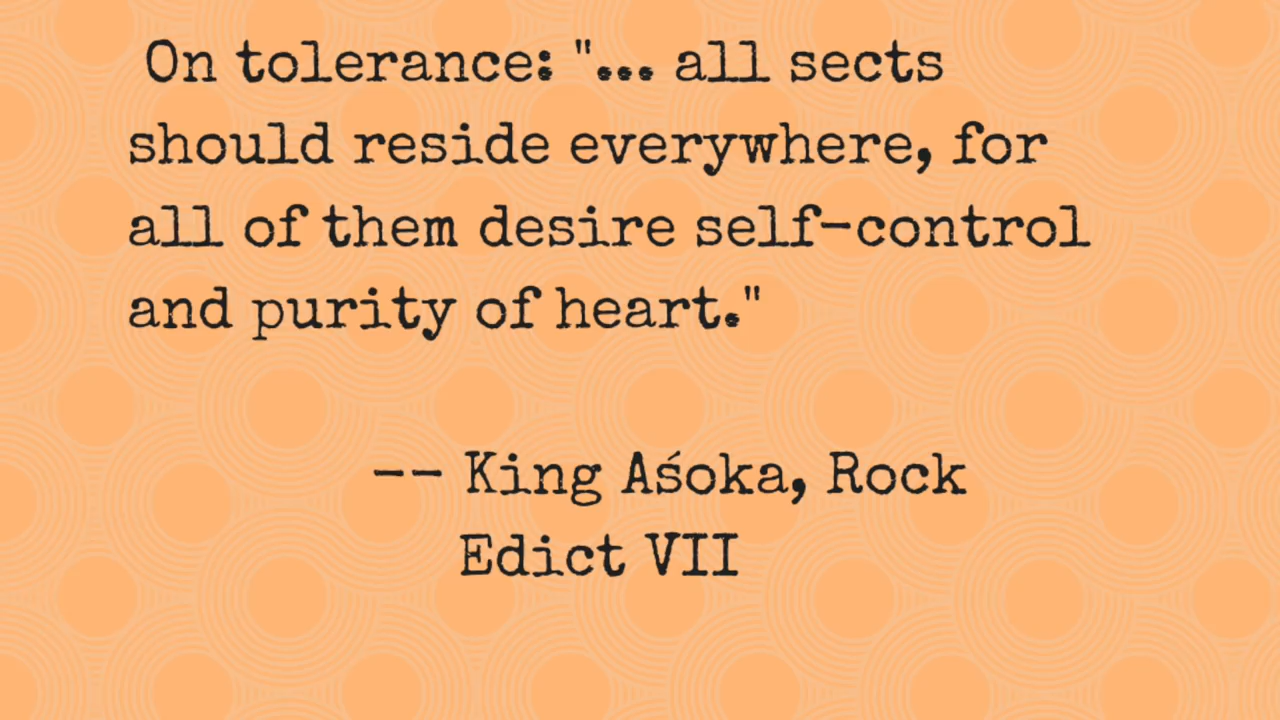 On tolerance: "... all sects
should reside everywhere, for
all of them desire self-control
and purity of heart."
-- King Aśoka, Rock
Edict VII